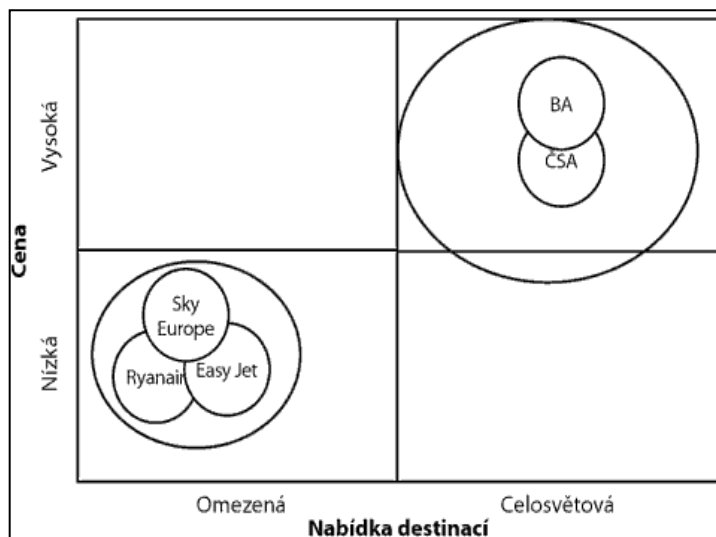 Vysoká
BA
ČSA
Cena
Nízká
Sky
Europe
Ryanair
Easy Jet
Omezená
Celosvětová
Nabídka destinací